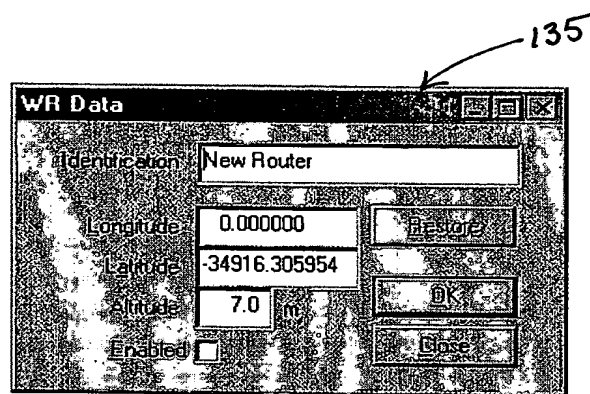 135
WR Data
Identification New Router
Longitude 0.000000 Restore
Latitude -34916.305954
Altitude 7.0 m OK
Enabled Close